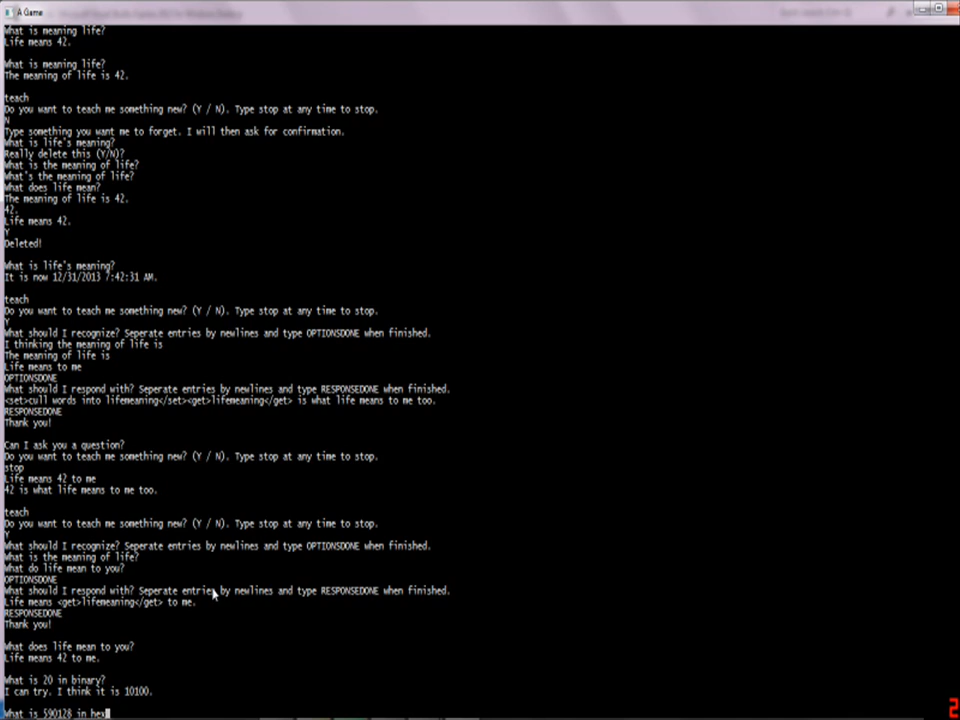 A Game
What is meaning life?
Life means 42.
What is meaning life?
The meaning of life is 42.
teach
Do you want to teach me something new? (Y / N). Type stop at any time to stop.
N
Type something you want me to forget. I will then ask for confirmation.
What is life's meaning?
Really delete this (Y/N)?
What is the meaning of life?
What's the meaning of life?
What does life mean?
The meaning of life is 42.
42.
Life means 42.
Y
Deleted!
What is life's meaning?
It is now 12/31/2013 7:42:31 AM.
teach
Do you want to teach me something new? (Y / N). Type stop at any time to stop.
Y
What should I recognize? Seperate entries by newlines and type OPTIONSDONE when finished.
I thinking the meaning of life is
The meaning of life is
Life means to me
OPTIONSDONE
What should I respond with? Seperate entries by newlines and type RESPONSEDONE when finished.
<set>cull words into lifemeaning</set><get>lifemeaning</get> is what life means to me too.
RESPONSEDONE
Thank you!
Can I ask you a question?
Do you want to teach me something new? (Y / N). Type stop at any time to stop.
stop
Life means 42 to me
42 is what life means to me too.
teach
Do you want to teach me something new? (Y / N). Type stop at any time to stop.
Y
What should I recognize? Seperate entries by newlines and type OPTIONSDONE when finished.
What is the meaning of life?
What do life mean to you?
OPTIONSDONE
What should I respond with? Seperate entries by newlines and type RESPONSEDONE when finished.
Life means <get>lifemeaning</get> to me.
RESPONSEDONE
Thank you!
What does life mean to you?
Life means 42 to me.
What is 20 in binary?
I can try. I think it is 10100.
What is 590128 in hex
2